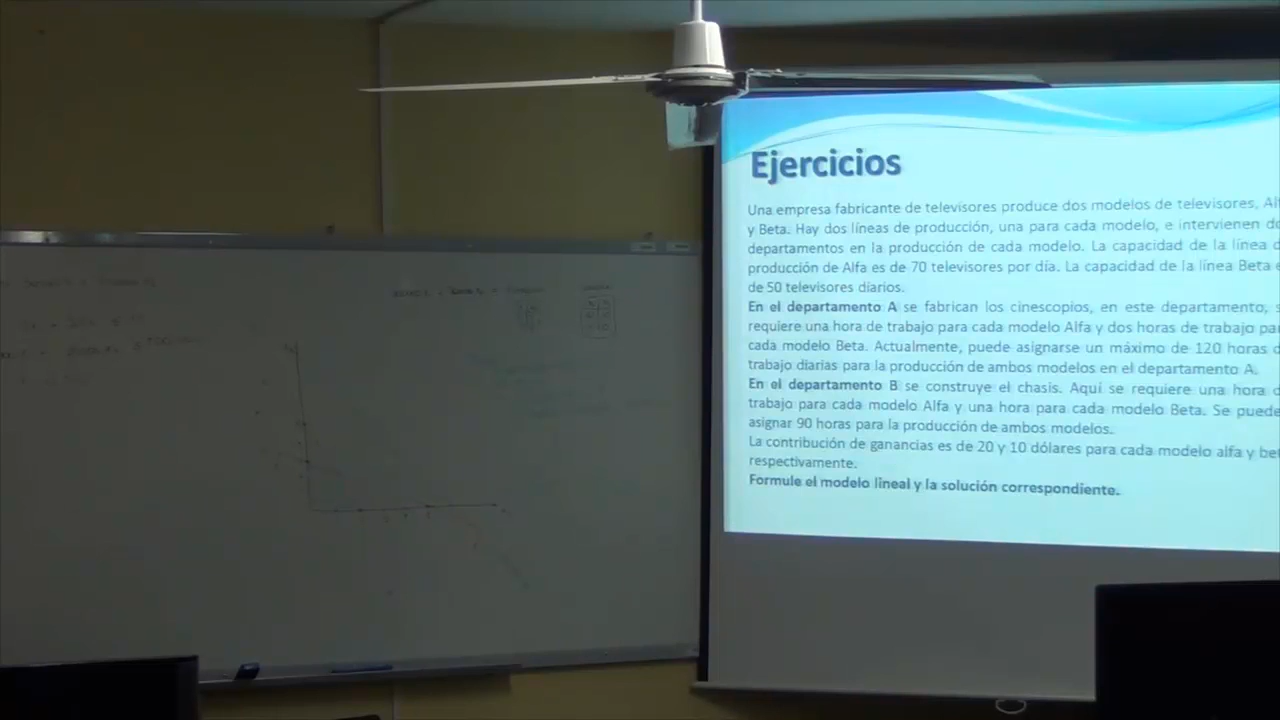 Ejercicios
Una empresa fabricante de televisores produce dos modelos de televisores, Alf
y Beta. Hay dos líneas de producción, una para cada modelo, e intervienen do
departamentos en la producción de cada modelo. La capacidad de la línea d
producción de Alfa es de 70 televisores por día. La capacidad de la línea Beta e
de 50 televisores diarios.
En el departamento A se fabrican los cinescopios, en este departamento, s
requiere una hora de trabajo para cada modelo Alfa y dos horas de trabajo par
cada modelo Beta. Actualmente, puede asignarse un máximo de 120 horas d
trabajo diarias para la producción de ambos modelos en el departamento A.
En el departamento B se construye el chasis. Aquí se requiere una hora d
trabajo para cada modelo Alfa y una hora para cada modelo Beta. Se puede
asignar 90 horas para la producción de ambos modelos.
La contribución de ganancias es de 20 y 10 dólares para cada modelo alfa y bet
respectivamente.
Formule el modelo lineal y la solución correspondiente.